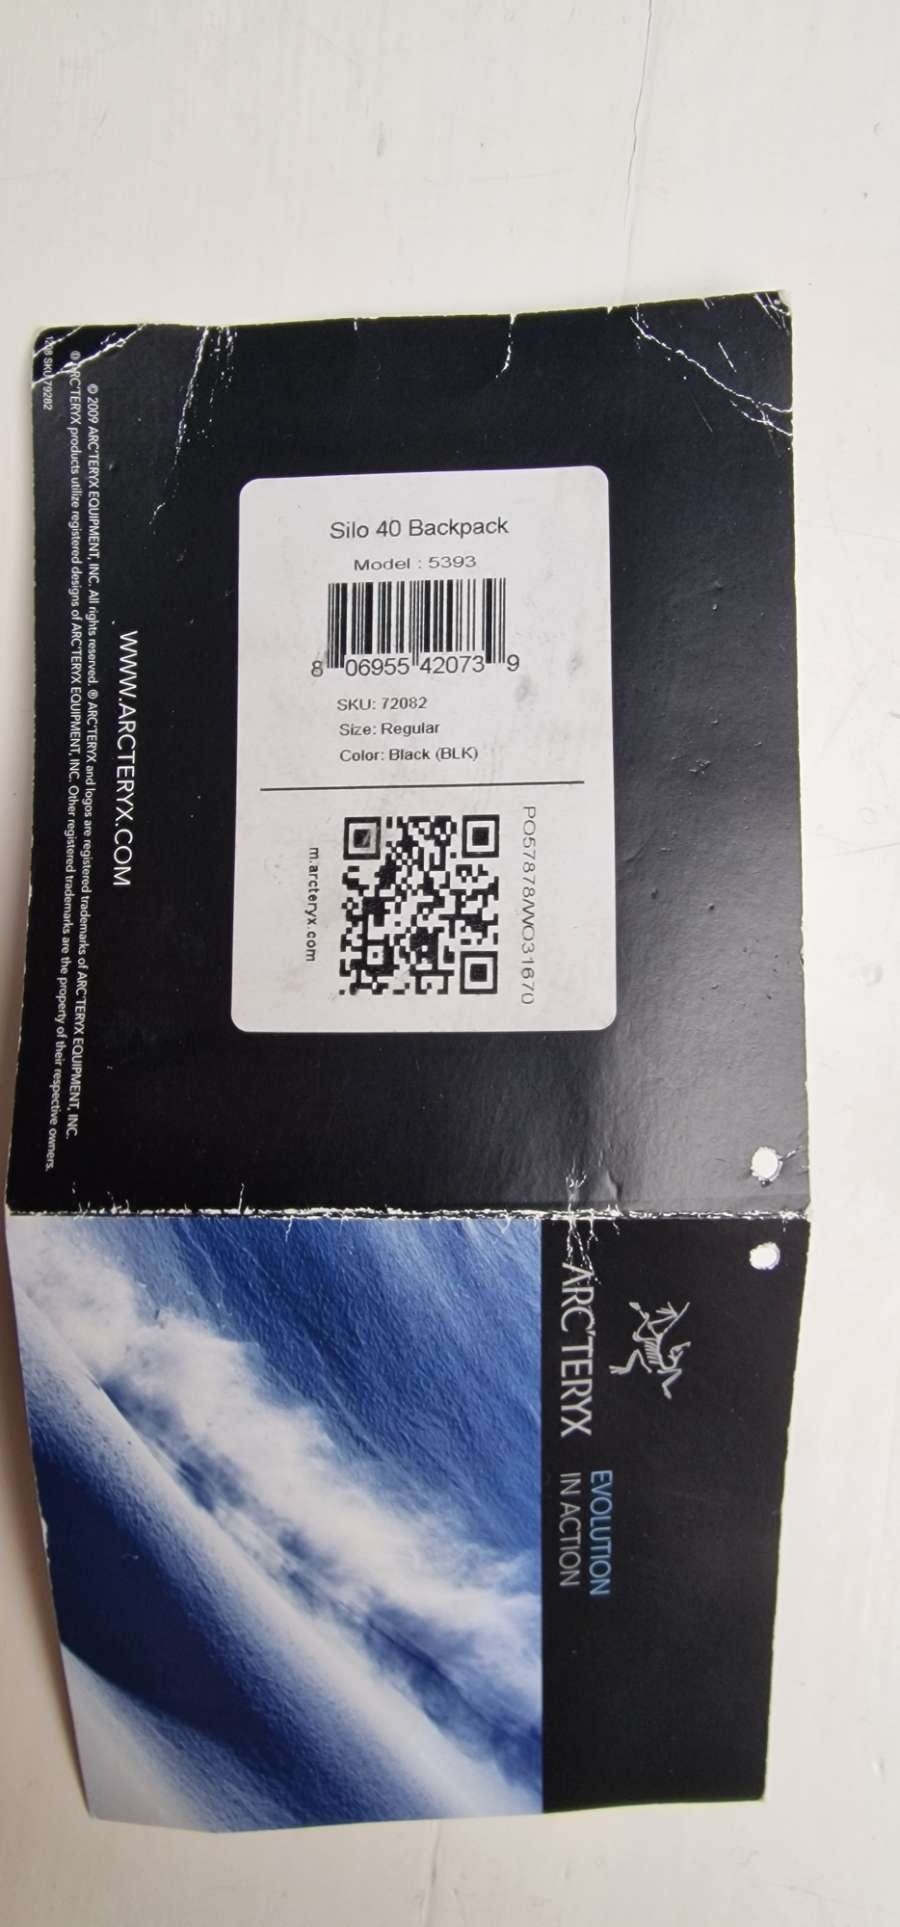 Silo 40 Backpack
Model : 5393
8 06955 42073 9
SKU: 72082
Size: Regular
Color: Black (BLK)
PO57878/WO31670
m.arcteryx.com
WWW.ARCTERYX.COM
© 2009 ARC'TERYX EQUIPMENT, INC. All rights reserved. ® ARC'TERYX and logos are registered trademarks of ARC'TERYX EQUIPMENT, INC.
® ARC'TERYX products utilize registered designs of ARC'TERYX EQUIPMENT, INC. Other registered trademarks are the property of their respective owners.
SKU 79282
ARC'TERYX
EVOLUTION
IN ACTION